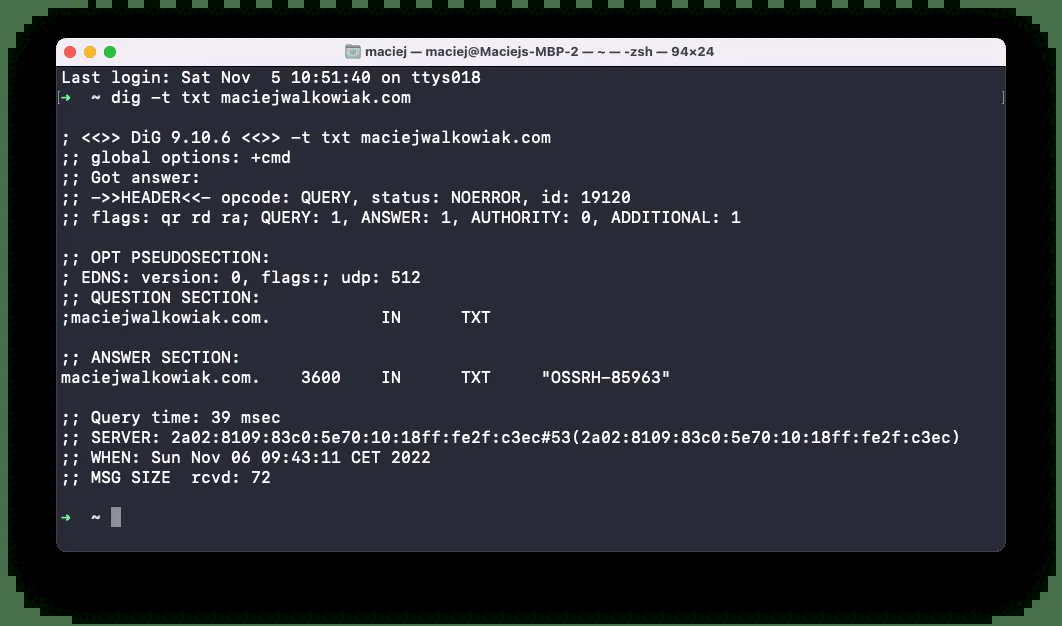 maciej — maciej@Maciejs-MBP-2 — ~ — -zsh — 94×24
Last login: Sat Nov  5 10:51:40 on ttys018
[➜  ~ dig -t txt maciejwalkowiak.com ]

; <<>> DiG 9.10.6 <<>> -t txt maciejwalkowiak.com
;; global options: +cmd
;; Got answer:
;; ->>HEADER<<- opcode: QUERY, status: NOERROR, id: 19120
;; flags: qr rd ra; QUERY: 1, ANSWER: 1, AUTHORITY: 0, ADDITIONAL: 1

;; OPT PSEUDOSECTION:
; EDNS: version: 0, flags:; udp: 512
;; QUESTION SECTION:
;maciejwalkowiak.com.		IN	TXT

;; ANSWER SECTION:
maciejwalkowiak.com.	3600	IN	TXT	"OSSRH-85963"

;; Query time: 39 msec
;; SERVER: 2a02:8109:83c0:5e70:10:18ff:fe2f:c3ec#53(2a02:8109:83c0:5e70:10:18ff:fe2f:c3ec)
;; WHEN: Sun Nov 06 09:43:11 CET 2022
;; MSG SIZE  rcvd: 72

➜  ~